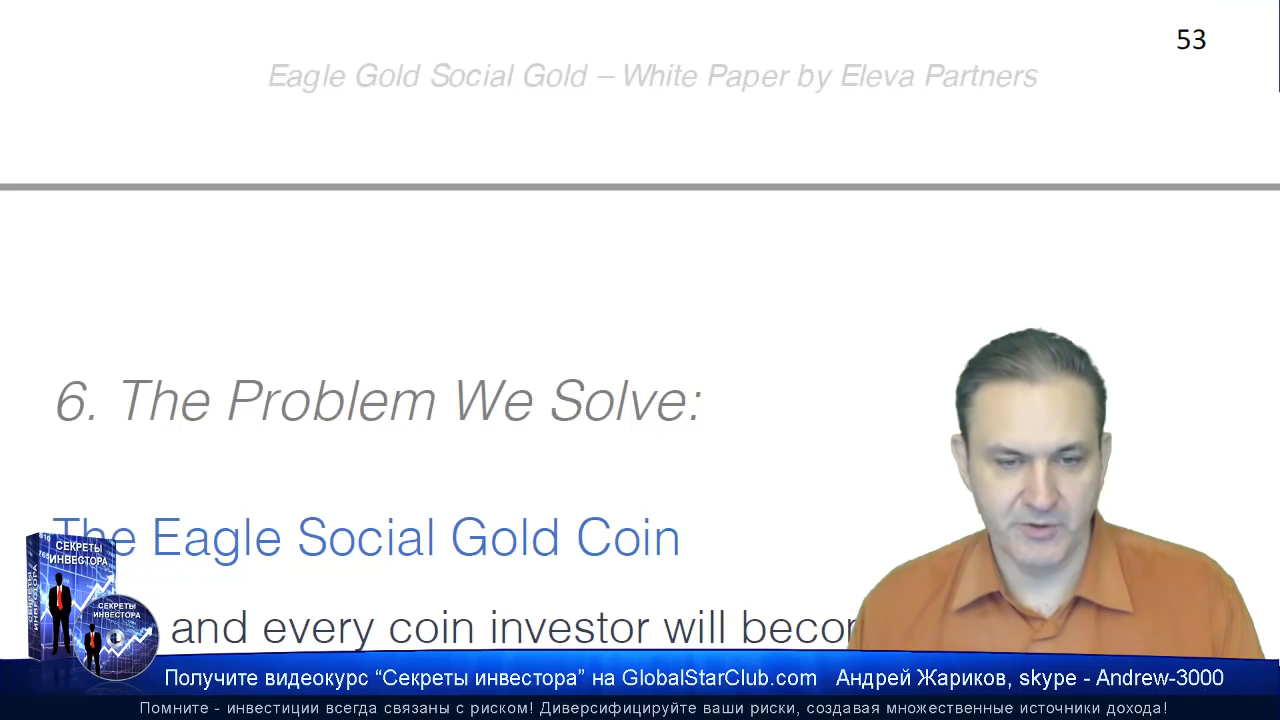 53
Eagle Gold Social Gold – White Paper by Eleva Partners
6. The Problem We Solve:
The Eagle Social Gold Coin
and every coin investor will
СЕКРЕТЫ
ИНВЕСТОРА
СЕКРЕТЫ
ИНВЕСТОРА
Получите видеокурс “Секреты инвестора” на GlobalStarClub.com Андрей Жариков, skype - Andrew-3000
Помните - инвестиции всегда связаны с риском! Диверсифицируйте ваши риски, создавая множественные источники дохода!